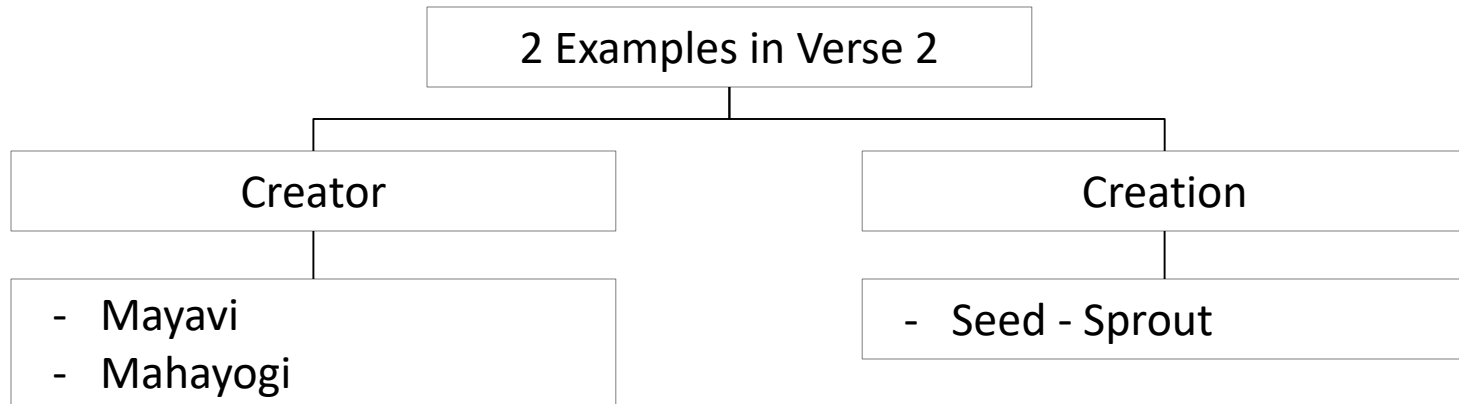 2 Examples in Verse 2
Creator
Creation
- Mayavi
- Mahayogi
- Seed - Sprout